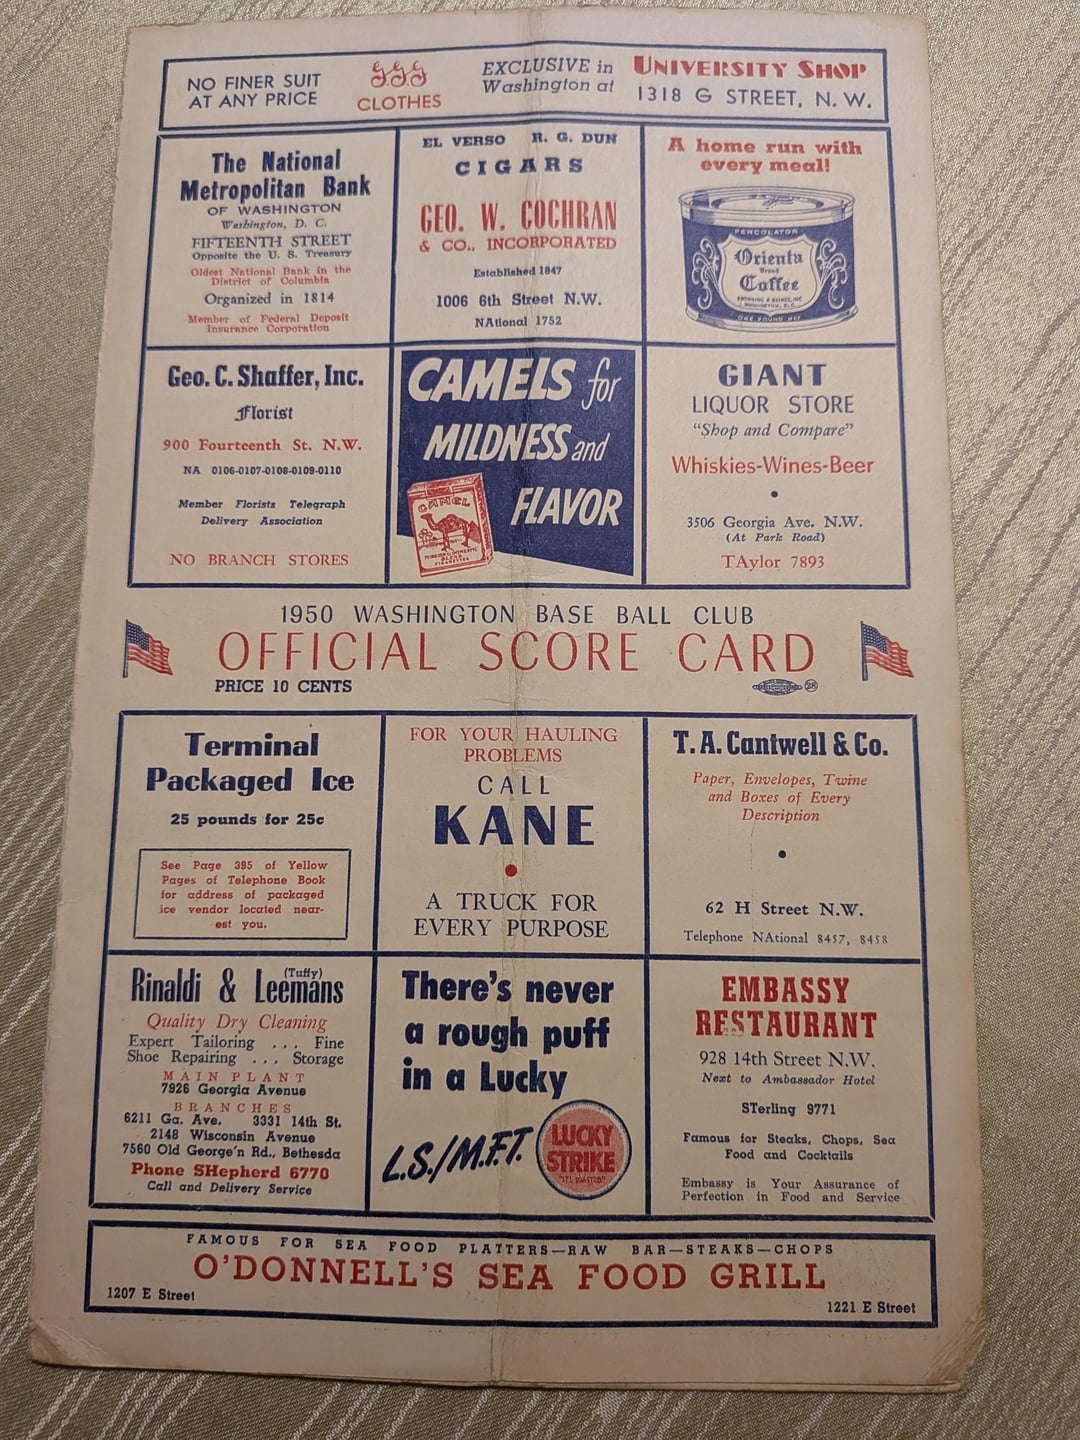 NO FINER SUIT
AT ANY PRICE
GGG
CLOTHES
EXCLUSIVE in
Washington at
UNIVERSITY SHOP
1318 G STREET, N. W.
The National
Metropolitan Bank
OF WASHINGTON
Washington, D. C.
FIFTEENTH STREET
Opposite the U. S. Treasury
Oldest National Bank in the
District of Columbia
Organized in 1814
Member of Federal Deposit
Insurance Corporation
EL VERSO R. G. DUN
CIGARS
GEO. W. COCHRAN
& CO., INCORPORATED
Established 1847
1006 6th Street N.W.
NAtional 1752
A home run with
every meal!
PERCOLATOR
Orienta
Brand
Coffee
BROWNING & BAINES, INC
WASHINGTON, D. C.
ONE POUND NET
Geo. C. Shaffer, Inc.
Florist
900 Fourteenth St. N.W.
NA 0106-0107-0108-0109-0110
Member Florists Telegraph
Delivery Association
NO BRANCH STORES
CAMELS for
MILDNESS and
FLAVOR
CAMEL
TURKISH & DOMESTIC
BLEND
CIGARETTES
GIANT
LIQUOR STORE
"Shop and Compare"
Whiskies-Wines-Beer
•
3506 Georgia Ave. N.W.
(At Park Road)
TAylor 7893
1950 WASHINGTON BASE BALL CLUB
OFFICIAL SCORE CARD
PRICE 10 CENTS
28
Terminal
Packaged Ice
25 pounds for 25c
See Page 395 of Yellow
Pages of Telephone Book
for address of packaged
ice vendor located near-
est you.
FOR YOUR HAULING
PROBLEMS
CALL
KANE
•
A TRUCK FOR
EVERY PURPOSE
T. A. Cantwell & Co.
Paper, Envelopes, Twine
and Boxes of Every
Description
•
62 H Street N.W.
Telephone NAtional 8457, 8458
(Tuffy)
Rinaldi & Leemans
Quality Dry Cleaning
Expert Tailoring ... Fine
Shoe Repairing ... Storage
MAIN PLANT
7926 Georgia Avenue
BRANCHES
6211 Ga. Ave. 3331 14th St.
2148 Wisconsin Avenue
7560 Old George'n Rd., Bethesda
Phone SHepherd 6770
Call and Delivery Service
There's never
a rough puff
in a Lucky
L.S./M.F.T.
LUCKY
STRIKE
"IT'S TOASTED"
EMBASSY
RESTAURANT
928 14th Street N.W.
Next to Ambassador Hotel
STerling 9771
Famous for Steaks, Chops, Sea
Food and Cocktails
Embassy is Your Assurance of
Perfection in Food and Service
FAMOUS FOR SEA FOOD PLATTERS—RAW BAR—STEAKS—CHOPS
O'DONNELL'S SEA FOOD GRILL
1207 E Street
1221 E Street